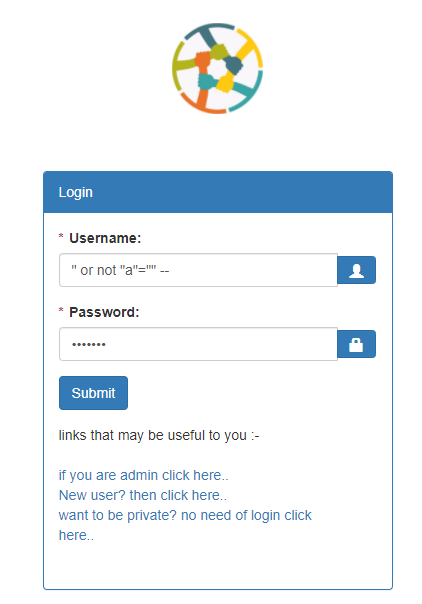 Login
* Username:
" or not "a"="" --
* Password:
•••••••
Submit
links that may be useful to you :-
if you are admin click here..
New user? then click here..
want to be private? no need of login click
here..